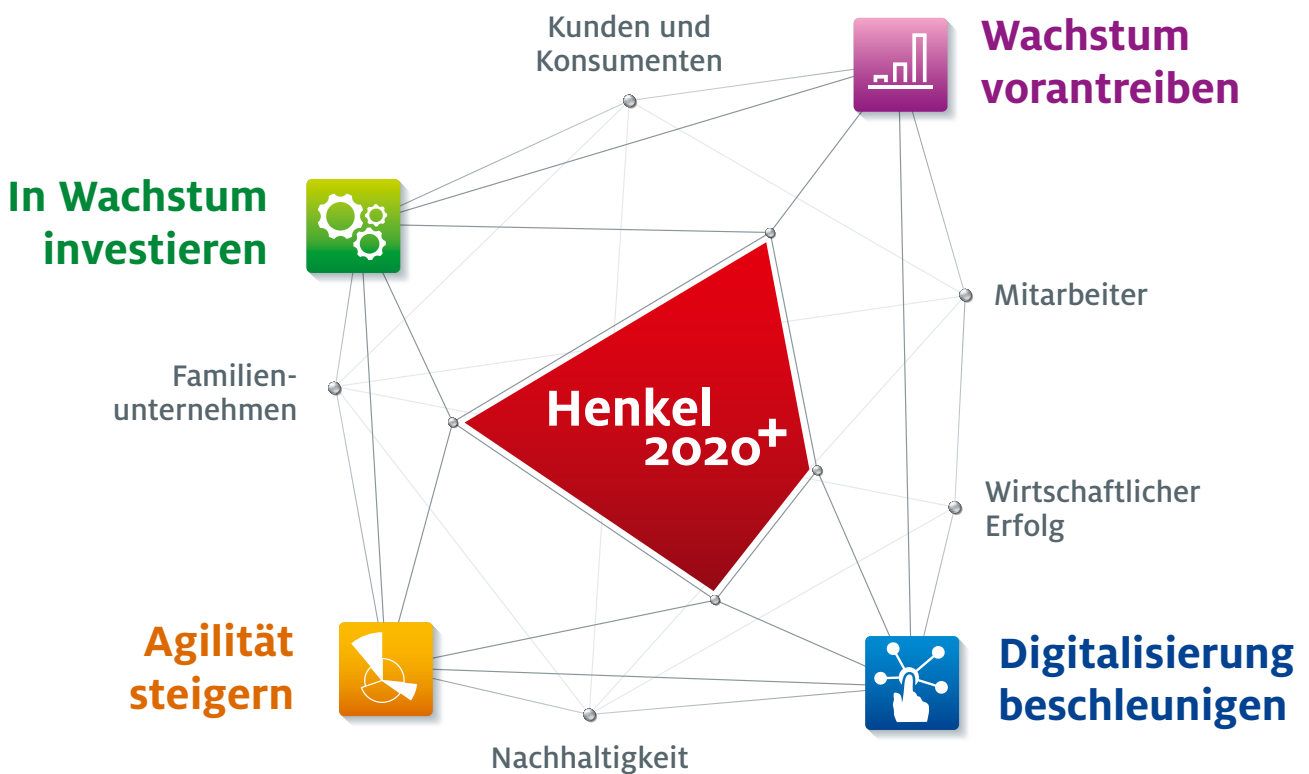 Kunden und
Konsumenten
Wachstum
vorantreiben
In Wachstum
investieren
Mitarbeiter
Familien-
unternehmen
Henkel
2020+
Wirtschaftlicher
Erfolg
Agilität
steigern
Digitalisierung
beschleunigen
Nachhaltigkeit